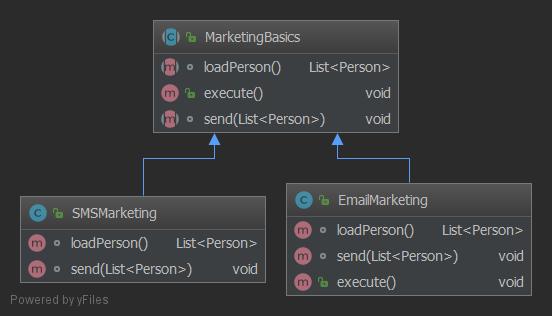 MarketingBasics
loadPerson() List<Person>
execute() void
send(List<Person>) void
SMSMarketing
loadPerson() List<Person>
send(List<Person>) void
EmailMarketing
loadPerson() List<Person>
send(List<Person>) void
execute() void
Powered by yFiles